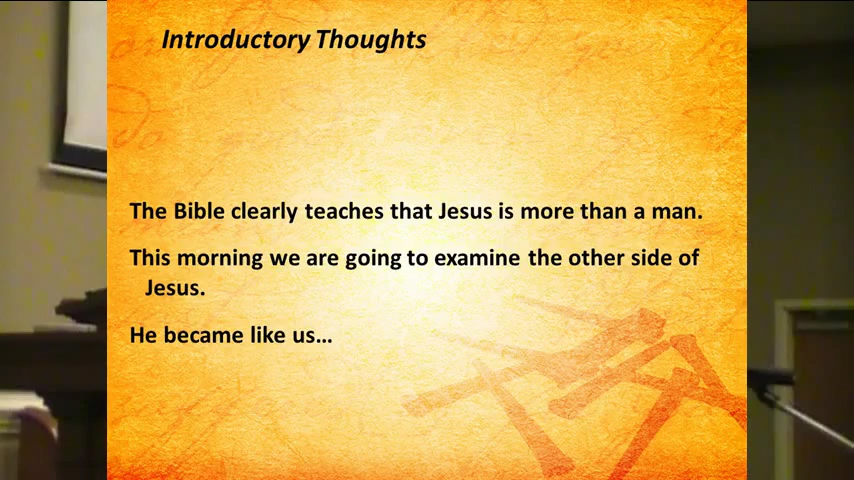 Introductory Thoughts
The Bible clearly teaches that Jesus is more than a man.
This morning we are going to examine the other side of
Jesus.
He became like us...